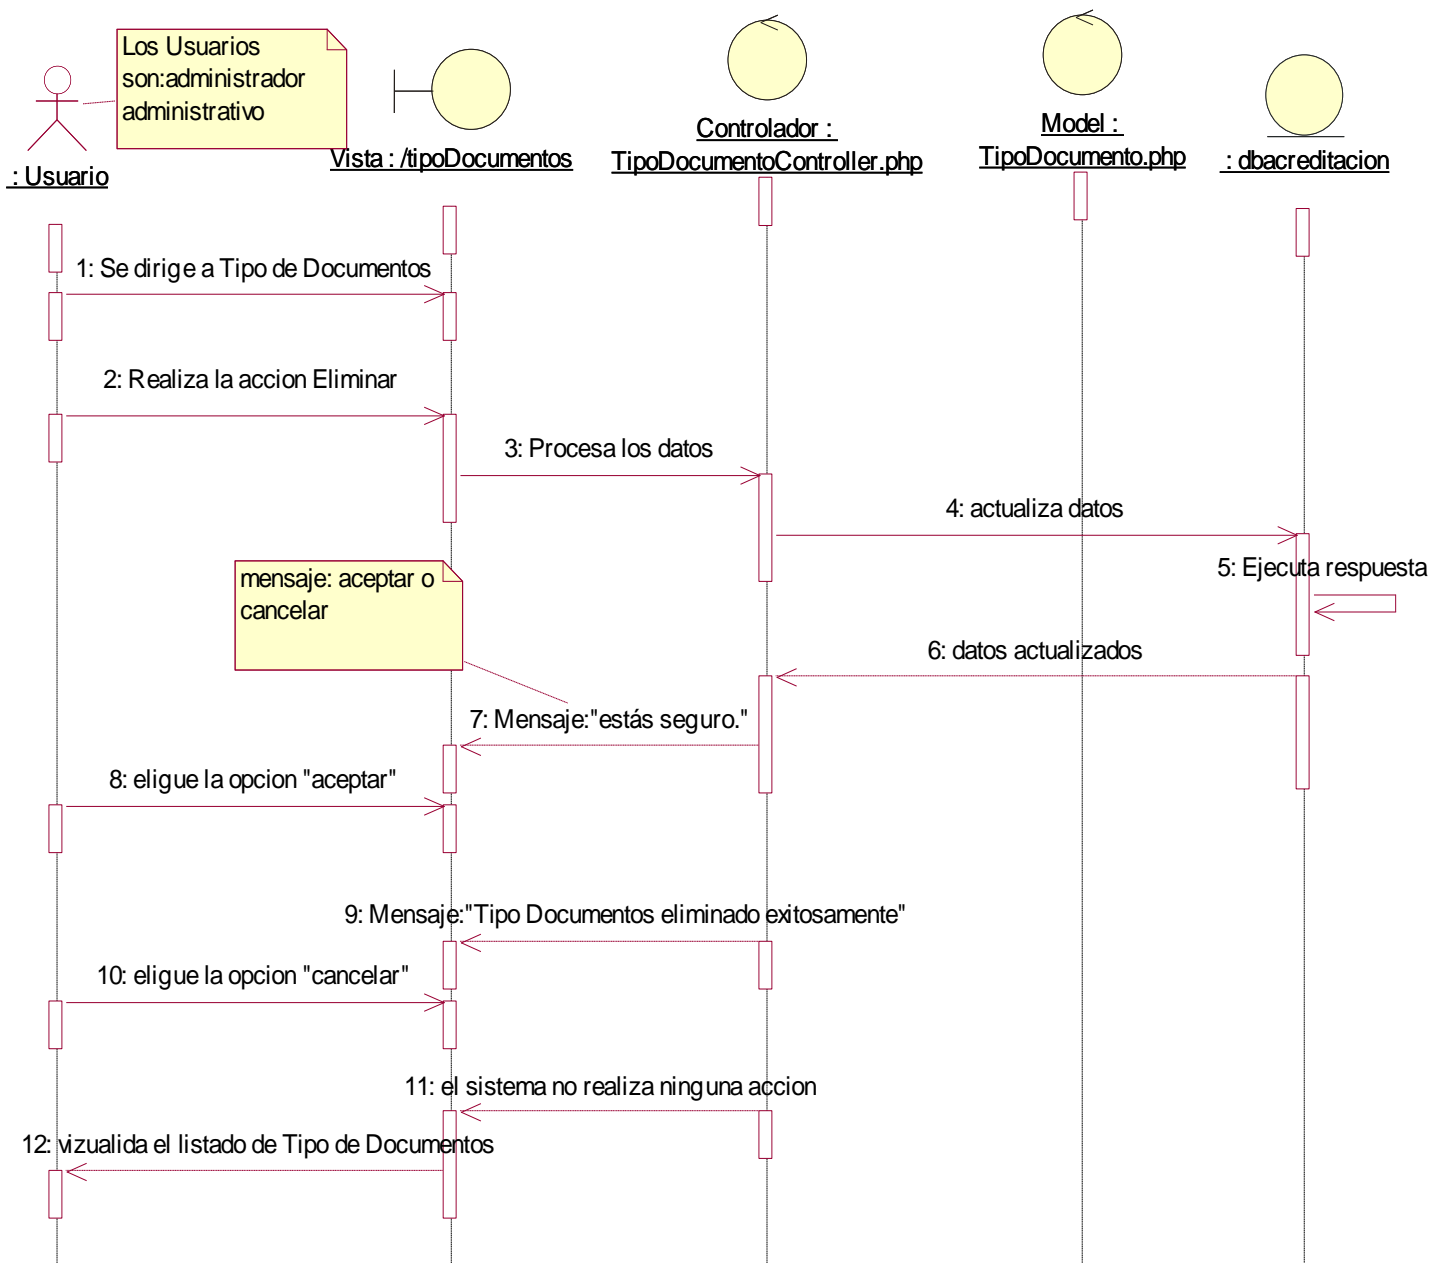 Los Usuarios
son:administrador
administrativo
: Usuario
Vista : /tipoDocumentos
Controlador :
TipoDocumentoController.php
Model :
TipoDocumento.php
: dbacreditacion
1: Se dirige a Tipo de Documentos
2: Realiza la accion Eliminar
3: Procesa los datos
4: actualiza datos
5: Ejecuta respuesta
mensaje: aceptar o
cancelar
6: datos actualizados
7: Mensaje:"estás seguro."
8: eligue la opcion "aceptar"
9: Mensaje:"Tipo Documentos eliminado exitosamente"
10: eligue la opcion "cancelar"
11: el sistema no realiza ninguna accion
12: vizualida el listado de Tipo de Documentos